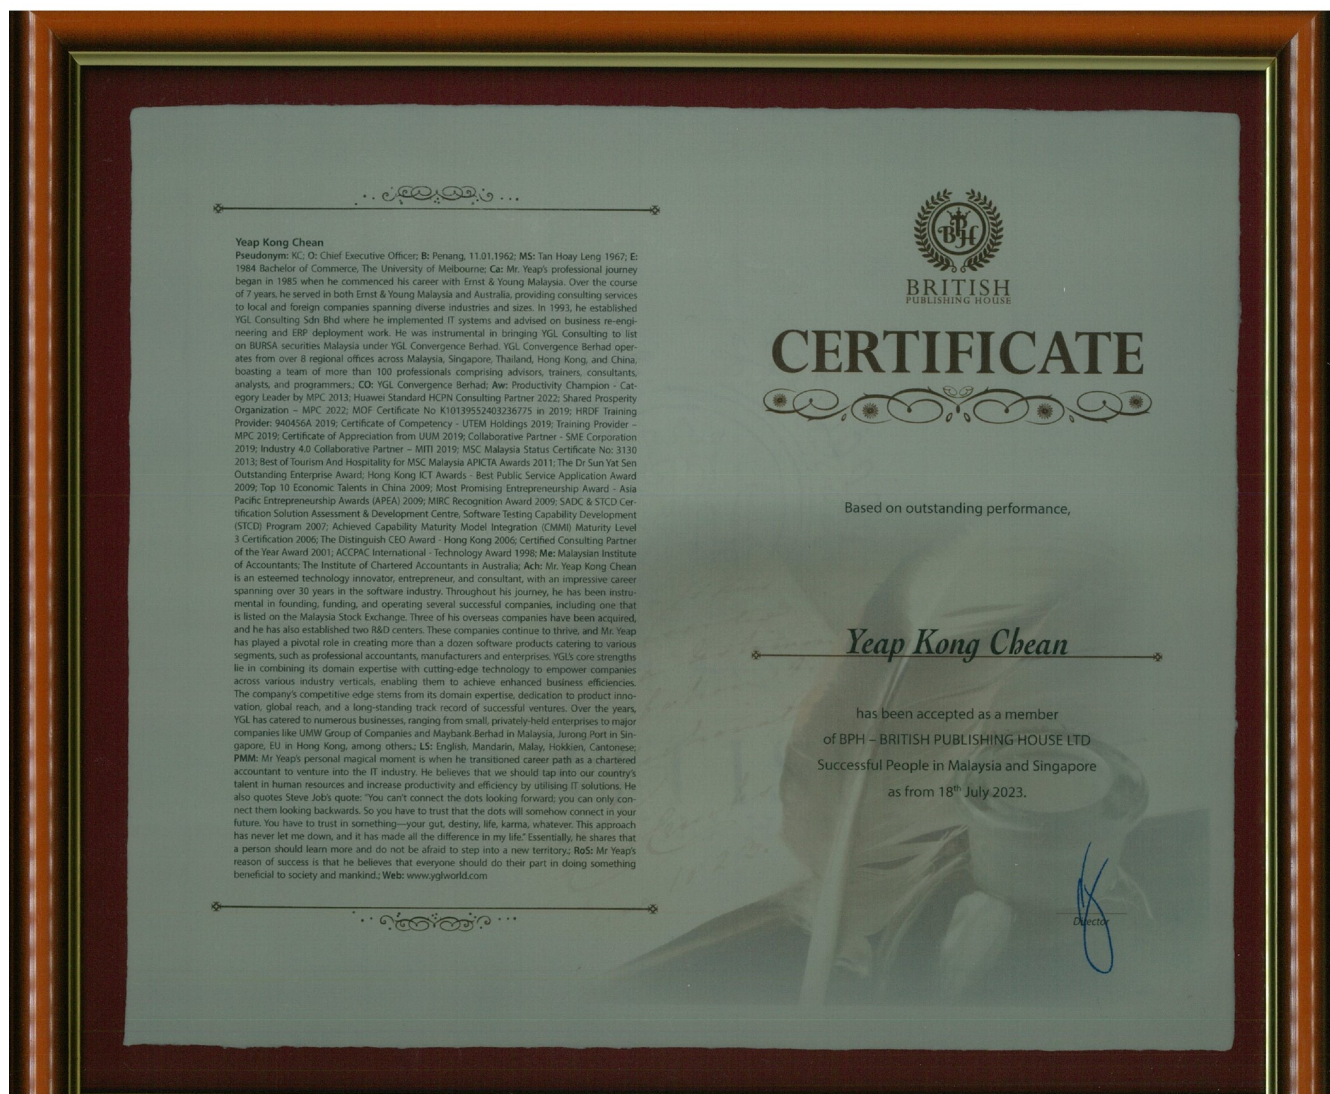 Yeap Kong Chean
Pseudonym: KC; O: Chief Executive Officer; B: Penang, 11.01.1962; MS: Tan Hoay Leng 1967; E:
1984 Bachelor of Commerce, The University of Melbourne; Ca: Mr. Yeap's professional journey
began in 1985 when he commenced his career with Ernst & Young Malaysia. Over the course
of 7 years, he served in both Ernst & Young Malaysia and Australia, providing consulting services
to local and foreign companies spanning diverse industries and sizes. In 1993, he established
YGL Consulting Sdn Bhd where he implemented IT systems and advised on business re-engi-
neering and ERP deployment work. He was instrumental in bringing YGL Consulting to list
on BURSA securities Malaysia under YGL Convergence Berhad. YGL Convergence Berhad oper-
ates from over 8 regional offices across Malaysia, Singapore, Thailand, Hong Kong, and China,
boasting a team of more than 100 professionals comprising advisors, trainers, consultants,
analysts, and programmers.; CO: YGL Convergence Berhad; Aw: Productivity Champion - Cat-
egory Leader by MPC 2013; Huawei Standard HCPN Consulting Partner 2022; Shared Prosperity
Organization – MPC 2022; MOF Certificate No K10139552403236775 in 2019; HRDF Training
Provider: 940456A 2019; Certificate of Competency - UTEM Holdings 2019; Training Provider –
MPC 2019; Certificate of Appreciation from UUM 2019; Collaborative Partner - SME Corporation
2019; Industry 4.0 Collaborative Partner – MITI 2019; MSC Malaysia Status Certificate No: 3130
2013; Best of Tourism And Hospitality for MSC Malaysia APICTA Awards 2011; The Dr Sun Yat Sen
Outstanding Enterprise Award; Hong Kong ICT Awards - Best Public Service Application Award
2009; Top 10 Economic Talents in China 2009; Most Promising Entrepreneurship Award - Asia
Pacific Entrepreneurship Awards (APEA) 2009; MIRC Recognition Award 2009; SADC & STCD Cer-
tification Solution Assessment & Development Centre, Software Testing Capability Development
(STCD) Program 2007; Achieved Capability Maturity Model Integration (CMMI) Maturity Level
3 Certification 2006; The Distinguish CEO Award - Hong Kong 2006; Certified Consulting Partner
of the Year Award 2001; ACCPAC International - Technology Award 1998; Me: Malaysian Institute
of Accountants; The Institute of Chartered Accountants in Australia; Ach: Mr. Yeap Kong Chean
is an esteemed technology innovator, entrepreneur, and consultant, with an impressive career
spanning over 30 years in the software industry. Throughout his journey, he has been instru-
mental in founding, funding, and operating several successful companies, including one that
is listed on the Malaysia Stock Exchange. Three of his overseas companies have been acquired,
and he has also established two R&D centers. These companies continue to thrive, and Mr. Yeap
has played a pivotal role in creating more than a dozen software products catering to various
segments, such as professional accountants, manufacturers and enterprises. YGL's core strengths
lie in combining its domain expertise with cutting-edge technology to empower companies
across various industry verticals, enabling them to achieve enhanced business efficiencies.
The company's competitive edge stems from its domain expertise, dedication to product inno-
vation, global reach, and a long-standing track record of successful ventures. Over the years,
YGL has catered to numerous businesses, ranging from small, privately-held enterprises to major
companies like UMW Group of Companies and Maybank Berhad in Malaysia, Jurong Port in Sin-
gapore, EU in Hong Kong, among others.; LS: English, Mandarin, Malay, Hokkien, Cantonese;
PMM: Mr Yeap's personal magical moment is when he transitioned career path as a chartered
accountant to venture into the IT industry. He believes that we should tap into our country's
talent in human resources and increase productivity and efficiency by utilising IT solutions. He
also quotes Steve Job's quote: "You can't connect the dots looking forward; you can only con-
nect them looking backwards. So you have to trust that the dots will somehow connect in your
future. You have to trust in something—your gut, destiny, life, karma, whatever. This approach
has never let me down, and it has made all the difference in my life." Essentially, he shares that
a person should learn more and do not be afraid to step into a new territory.; RoS: Mr Yeap's
reason of success is that he believes that everyone should do their part in doing something
beneficial to society and mankind.; Web: www.yglworld.com
BPH
BRITISH
PUBLISHING HOUSE
CERTIFICATE
Based on outstanding performance,
Yeap Kong Chean
has been accepted as a member
of BPH – BRITISH PUBLISHING HOUSE LTD
Successful People in Malaysia and Singapore
as from 18th July 2023.
Director